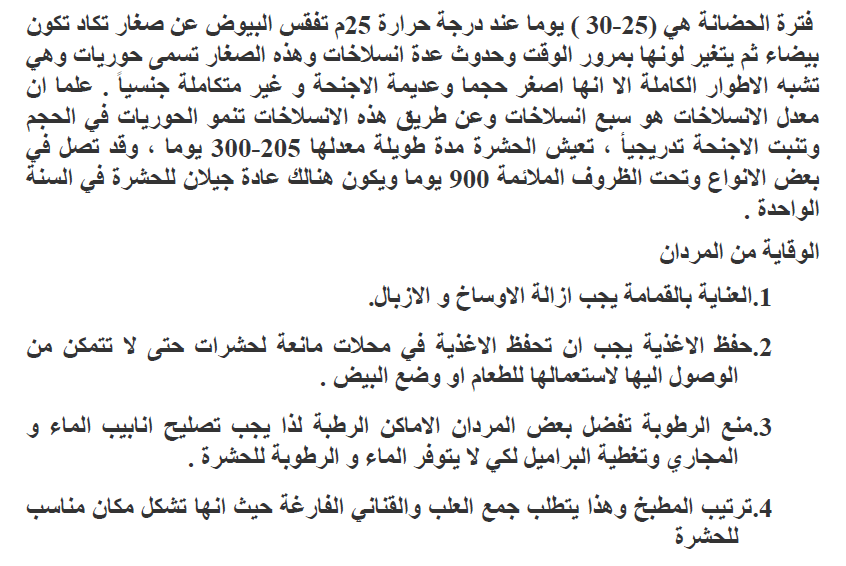 فترة الحضانة هي (25-30 ) يوما عند درجة حرارة 25م تفقس البيوض عن صغار تكاد تكون
بيضاء ثم يتغير لونها بمرور الوقت وحدوث عدة انسلاخات وهذه الصغار تسمى حوريات وهي
تشبه الاطوار الكاملة الا انها اصغر حجما وعديمة الاجنحة و غير متكاملة جنسياً . علما ان
معدل الانسلاخات هو سبع انسلاخات وعن طريق هذه الانسلاخات تنمو الحوريات في الحجم
وتنبت الاجنحة تدريجياً ، تعيش الحشرة مدة طويلة معدلها 205-300 يوما ، وقد تصل في
بعض الانواع وتحت الظروف الملائمة 900 يوما ويكون هنالك عادة جيلان للحشرة في السنة
الواحدة .
الوقاية من المردان
1.العناية بالقمامة يجب ازالة الاوساخ و الازبال.
2.حفظ الاغذية يجب ان تحفظ الاغذية في محلات مانعة لحشرات حتى لا تتمكن من
الوصول اليها لاستعمالها للطعام او وضع البيض .
3.منع الرطوبة تفضل بعض المردان الاماكن الرطبة لذا يجب تصليح انابيب الماء و
المجاري وتغطية البراميل لكي لا يتوفر الماء و الرطوبة للحشرة .
4.ترتيب المطبخ وهذا يتطلب جمع العلب والقناني الفارغة حيث انها تشكل مكان مناسب
للحشرة